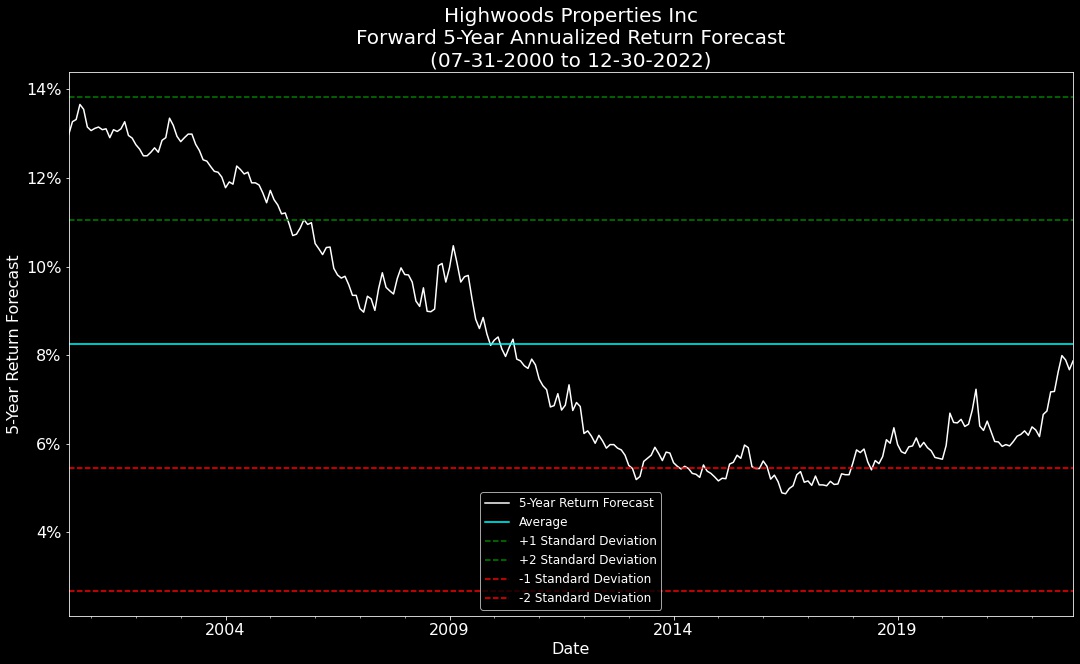 Highwoods Properties Inc
Forward 5-Year Annualized Return Forecast
(07-31-2000 to 12-30-2022)
14%
12%
10%
8%
6%
4%
5-Year Return Forecast
5-Year Return Forecast
Average
+1 Standard Deviation
+2 Standard Deviation
-1 Standard Deviation
-2 Standard Deviation
2004 2009 2014 2019
Date